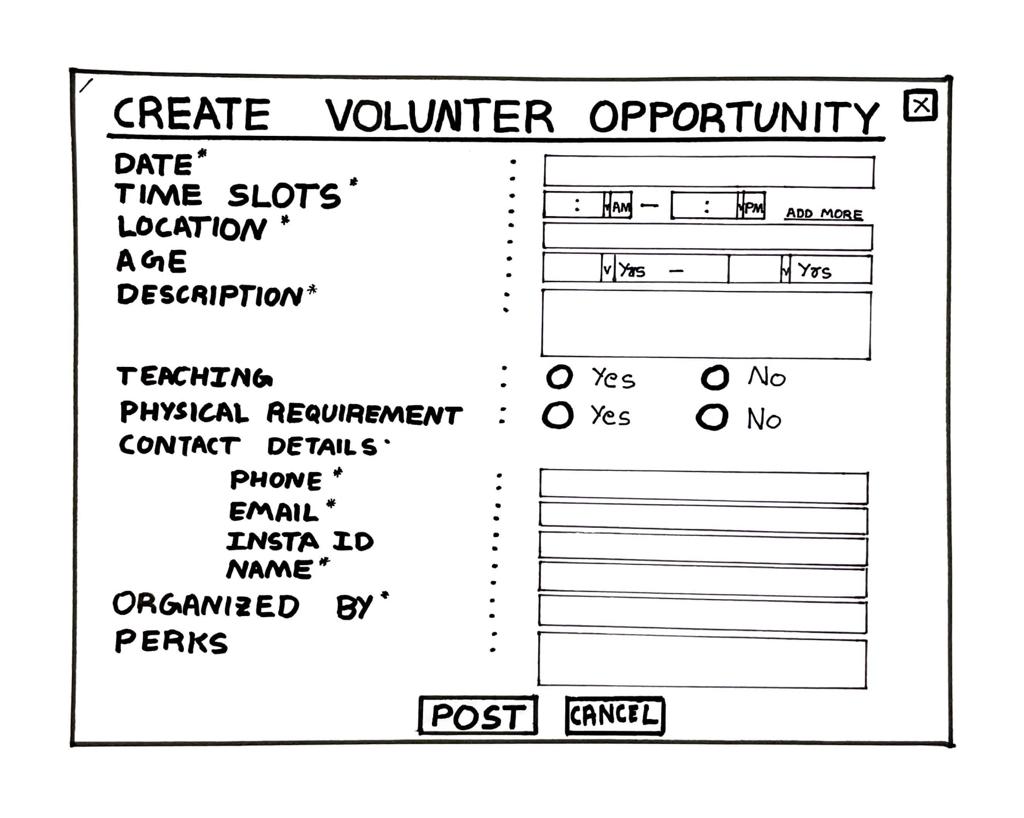 CREATE VOLUNTER OPPORTUNITY X
DATE* :
TIME SLOTS* : : V AM — : V PM ADD MORE
LOCATION* :
AGE : V Yrs — V Yrs
DESCRIPTION* :
TEACHING : Yes No
PHYSICAL REQUIREMENT : Yes No
CONTACT DETAILS
PHONE* :
EMAIL* :
INSTA ID :
NAME* :
ORGANIZED BY* :
PERKS :
POST CANCEL